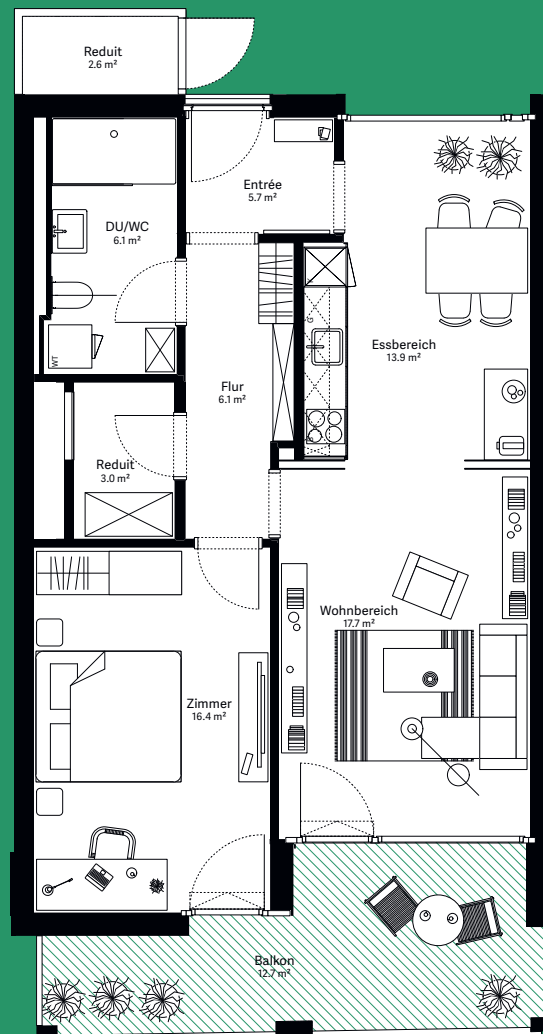 Reduit
2.6 m²
Entrée
5.7 m²
DU/WC
6.1 m²
Essbereich
13.9 m²
G
WT
Flur
6.1 m²
Reduit
3.0 m²
Wohnbereich
17.7 m²
Zimmer
16.4 m²
Balkon
12.7 m²